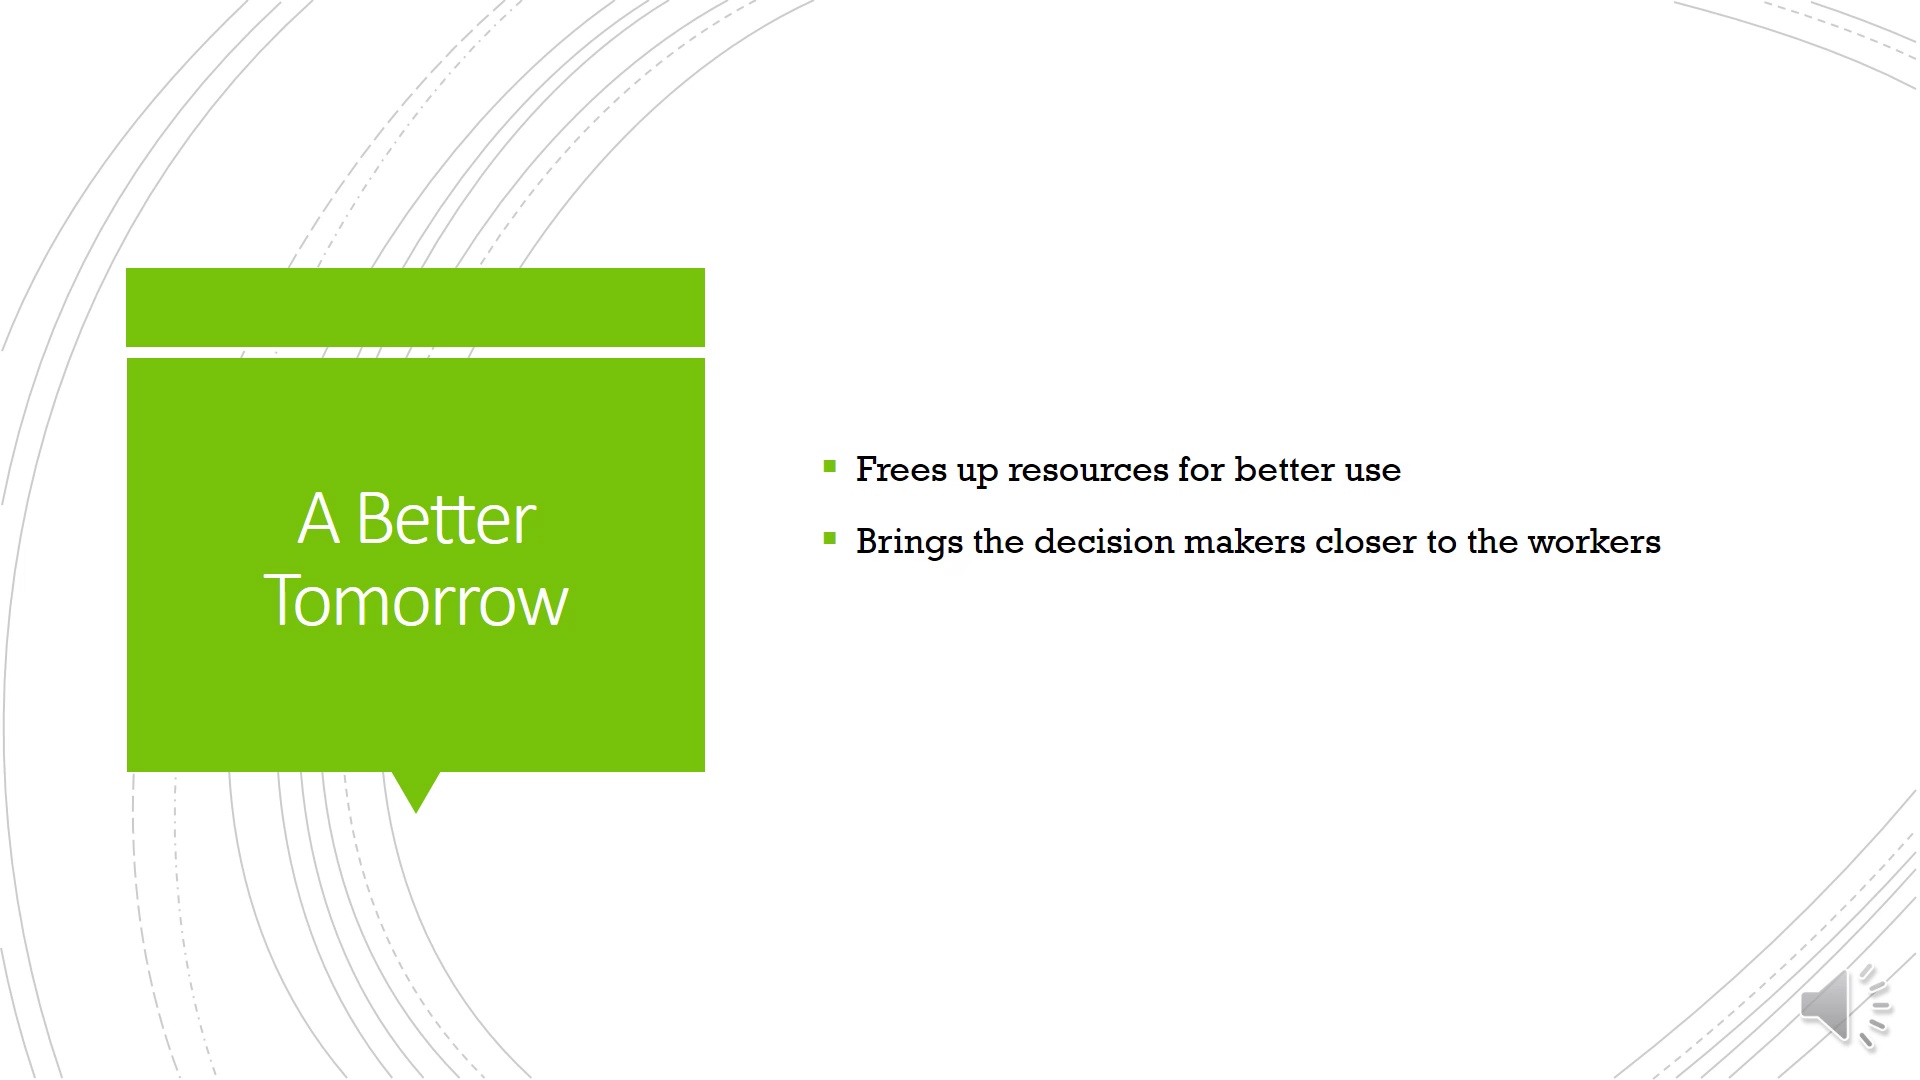 A Better
Tomorrow
Frees up resources for better use
Brings the decision makers closer to the workers